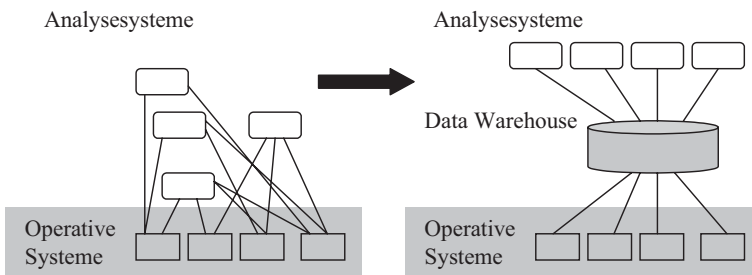 Analysesysteme
Analysesysteme
Data Warehouse
Operative
Systeme
Operative
Systeme